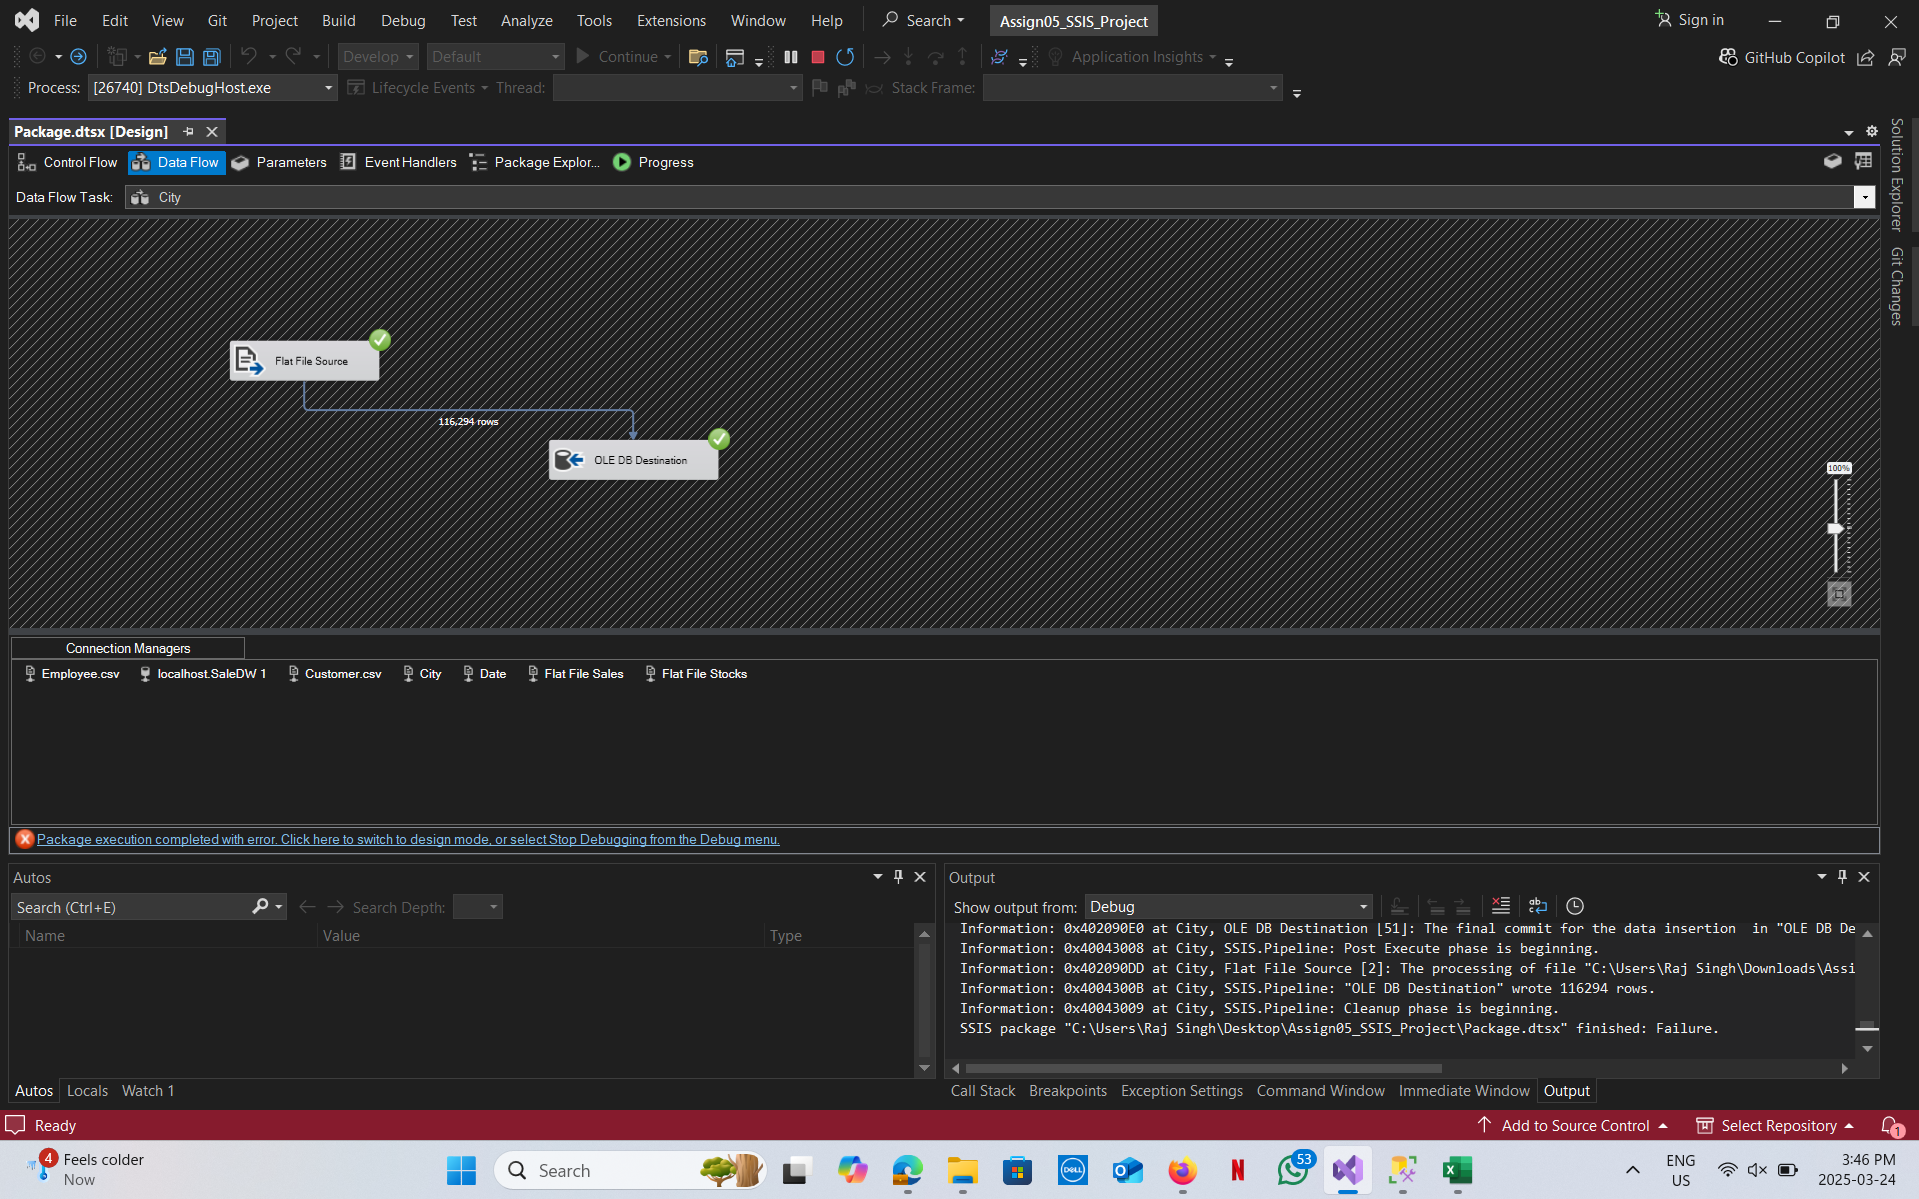 File Edit View Git Project Build Debug Test Analyze Tools Extensions Window Help Search Assign05_SSIS_Project Sign in
Develop Default Continue Application Insights GitHub Copilot
Process: [26740] DtsDebugHost.exe Lifecycle Events Thread: Stack Frame:
Package.dtsx [Design]
Control Flow Data Flow Parameters Event Handlers Package Explor... Progress
Data Flow Task: City
Solution Explorer
Git Changes
Flat File Source
116,294 rows
OLE DB Destination
100%
Connection Managers
Employee.csv localhost.SaleDW 1 Customer.csv City Date Flat File Sales Flat File Stocks
Package execution completed with error. Click here to switch to design mode, or select Stop Debugging from the Debug menu.
Autos
Search (Ctrl+E) Search Depth:
Name Value Type
Autos Locals Watch 1
Output
Show output from: Debug
Information: 0x402090E0 at City, OLE DB Destination [51]: The final commit for the data insertion  in "OLE DB De
Information: 0x40043008 at City, SSIS.Pipeline: Post Execute phase is beginning.
Information: 0x402090DD at City, Flat File Source [2]: The processing of file "C:\Users\Raj Singh\Downloads\Assi
Information: 0x4004300B at City, SSIS.Pipeline: "OLE DB Destination" wrote 116294 rows.
Information: 0x40043009 at City, SSIS.Pipeline: Cleanup phase is beginning.
SSIS package "C:\Users\Raj Singh\Desktop\Assign05_SSIS_Project\Package.dtsx" finished: Failure.
Call Stack Breakpoints Exception Settings Command Window Immediate Window Output
Ready Add to Source Control Select Repository 1
4 Feels colder
Now
Search
DELL
N
53
ENG
US
3:46 PM
2025-03-24